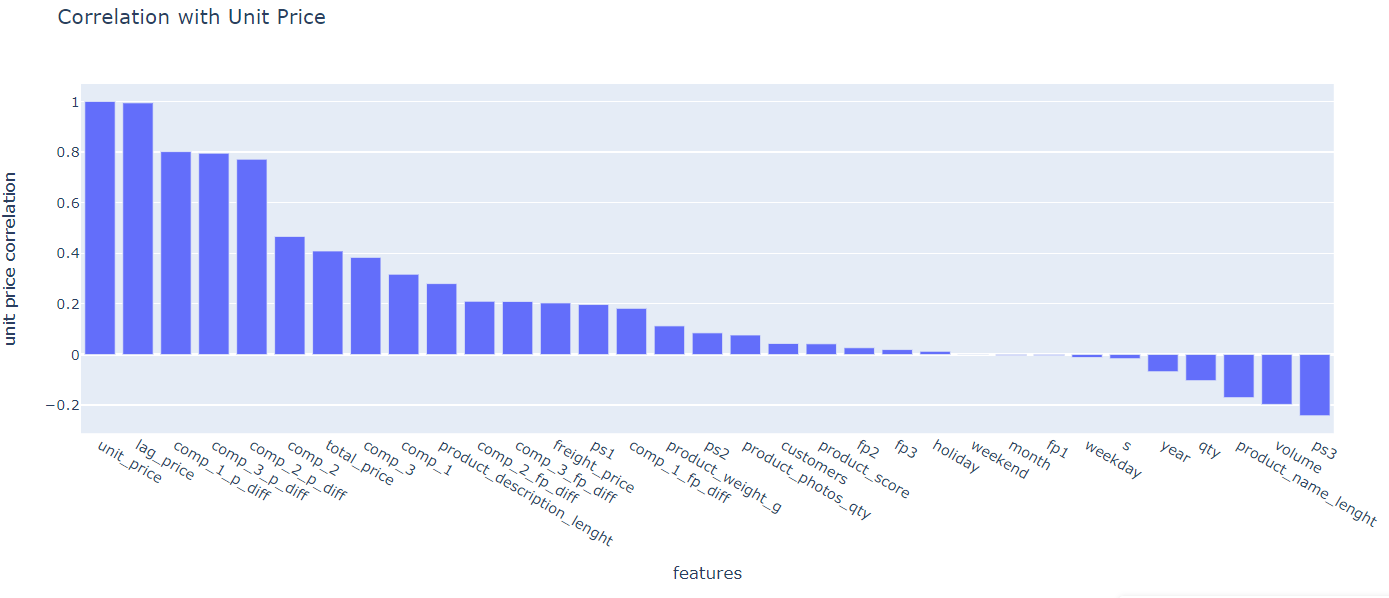 Correlation with Unit Price
unit price correlation
1
0.8
0.6
0.4
0.2
0
−0.2
unit_price
lag_price
comp_1_p_diff
comp_3_p_diff
comp_2_p_diff
comp_2
total_price
comp_3
comp_1
product_description_lenght
comp_2_fp_diff
comp_3_fp_diff
freight_price
ps1
comp_1_fp_diff
product_weight_g
ps2
product_photos_qty
customers
product_score
fp2
fp3
holiday
weekend
month
fp1
weekday
s
year
qty
product_name_lenght
volume
ps3
features